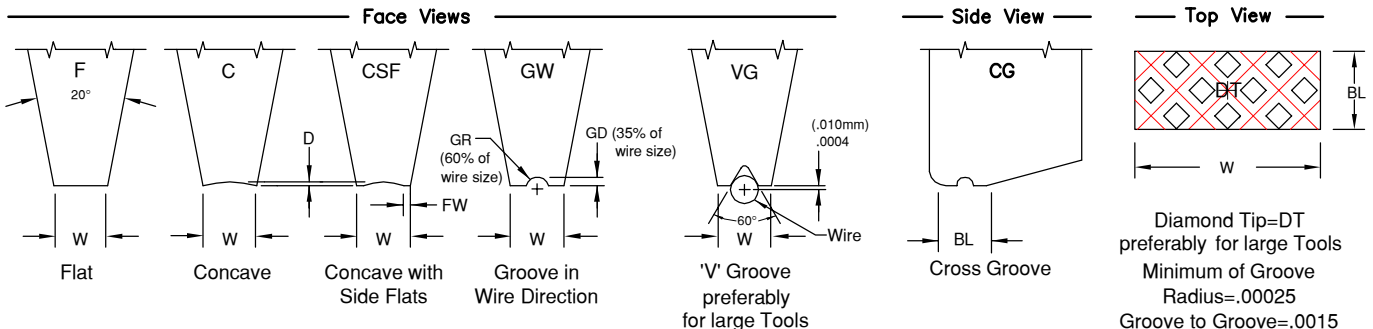 Face Views
Side View
Top View
F
20°
C
CSF
GW
VG
CG
DT
BL
W
D
FW
GR
(60% of
wire size)
GD (35% of
wire size)
(.010mm)
.0004
60°
Wire
W
W
W
W
W
BL
Flat
Concave
Concave with
Side Flats
Groove in
Wire Direction
'V' Groove
preferably
for large Tools
Cross Groove
Diamond Tip=DT
preferably for large Tools
Minimum of Groove
Radius=.00025
Groove to Groove=.0015